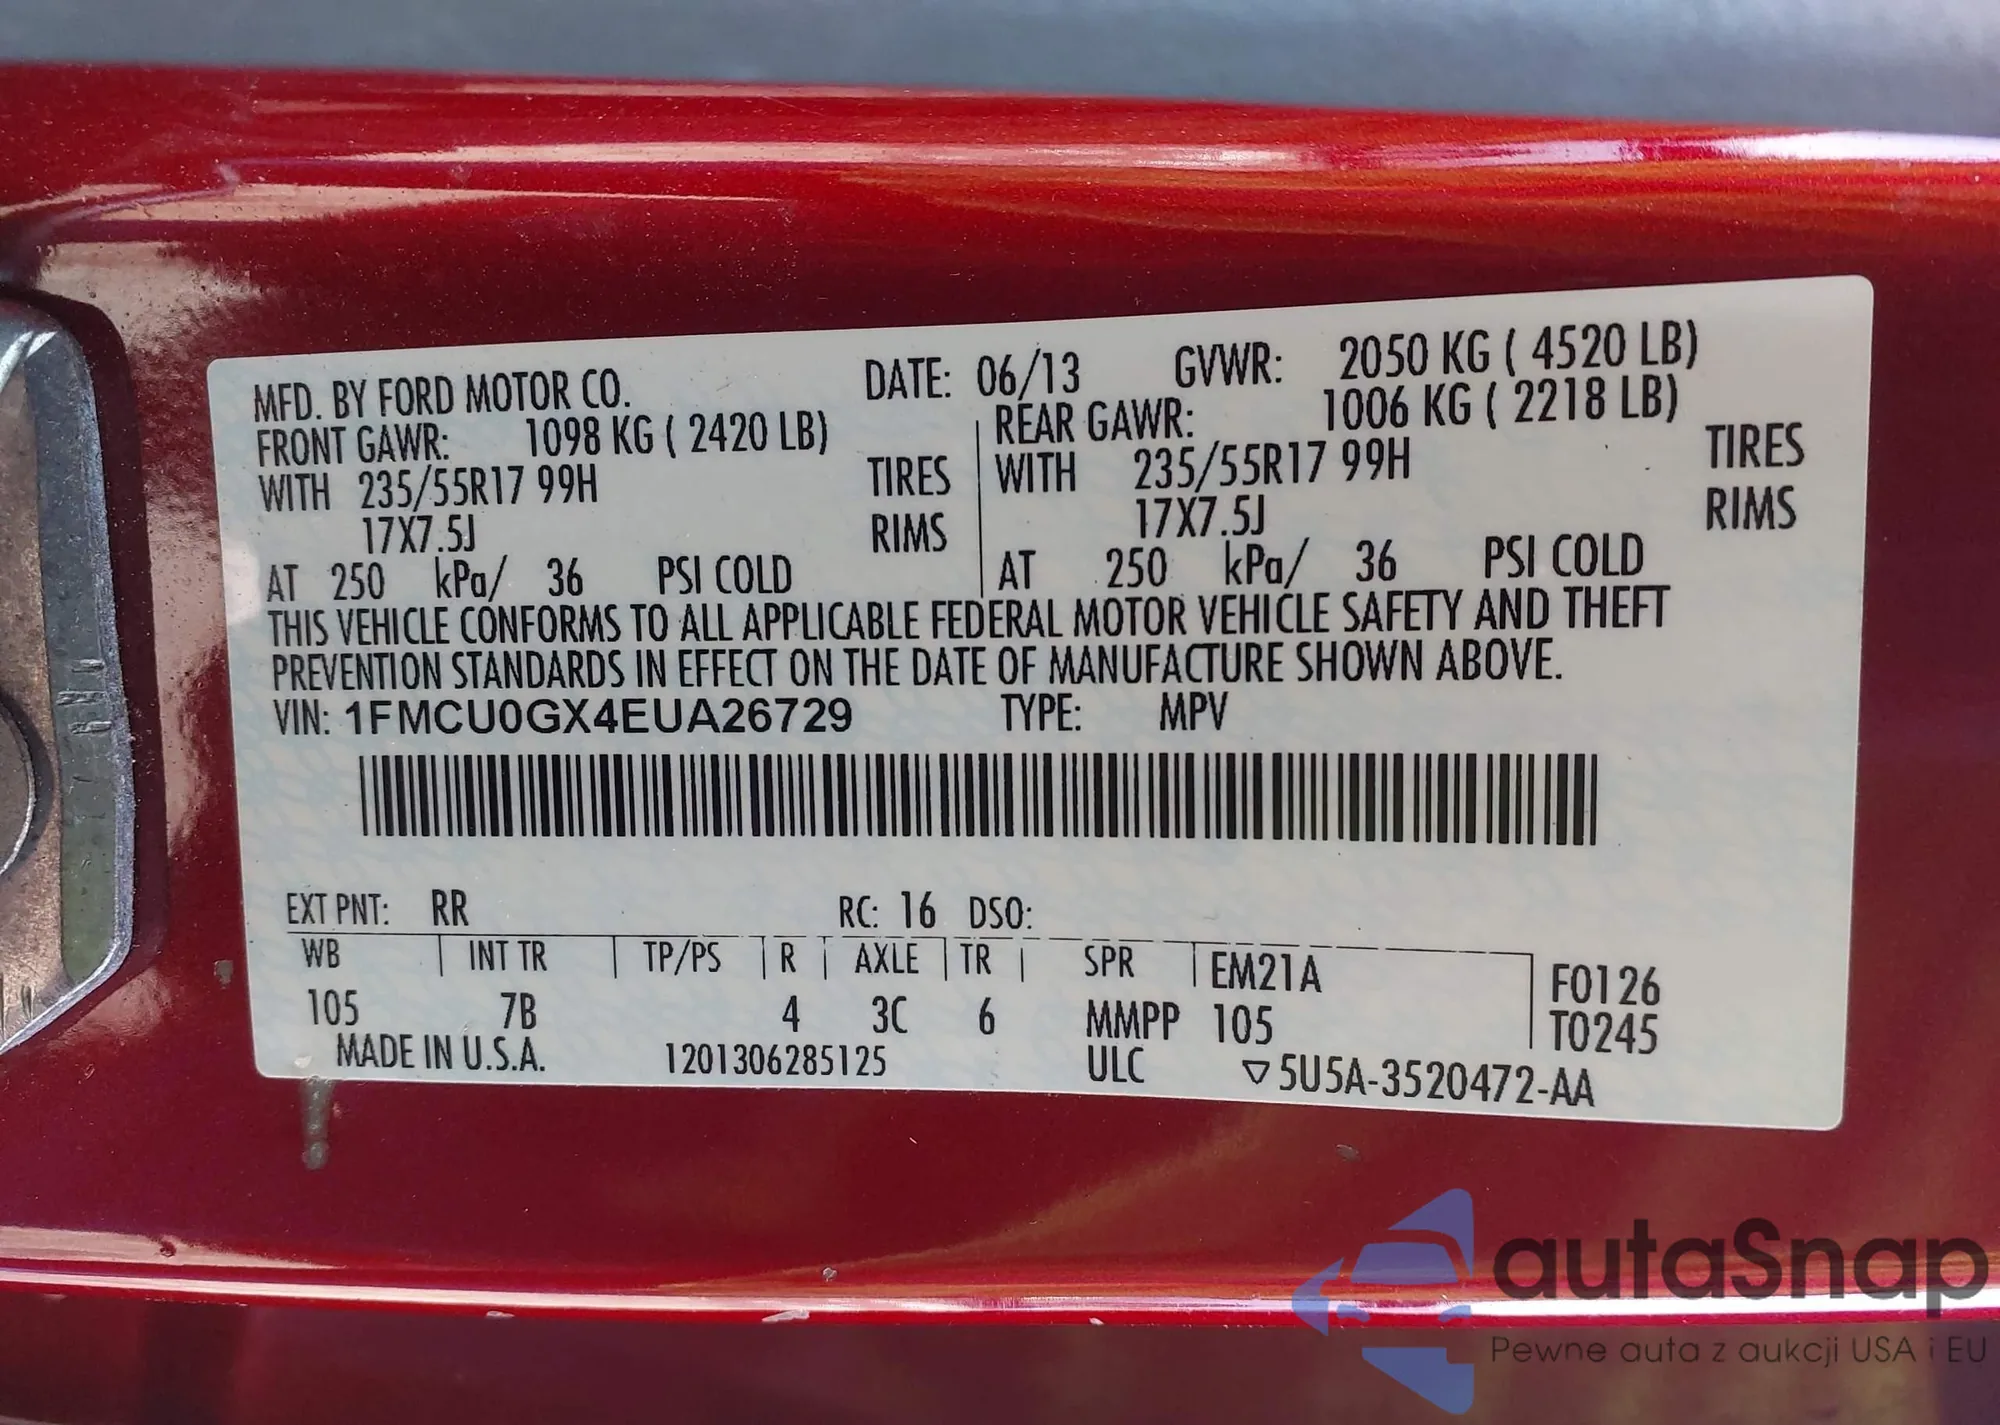 MFD. BY FORD MOTOR CO. DATE: 06/13 GVWR: 2050 KG ( 4520 LB)
FRONT GAWR: 1098 KG ( 2420 LB) REAR GAWR: 1006 KG ( 2218 LB)
WITH 235/55R17 99H TIRES WITH 235/55R17 99H TIRES
17X7.5J RIMS 17X7.5J RIMS
AT 250 kPa/ 36 PSI COLD AT 250 kPa/ 36 PSI COLD
THIS VEHICLE CONFORMS TO ALL APPLICABLE FEDERAL MOTOR VEHICLE SAFETY AND THEFT
PREVENTION STANDARDS IN EFFECT ON THE DATE OF MANUFACTURE SHOWN ABOVE.
VIN: 1FMCU0GX4EUA26729 TYPE: MPV
EXT PNT: RR RC: 16 DSO:
WB INT TR TP/PS R AXLE TR SPR EM21A F0126
105 7B 4 3C 6 MMPP 105 T0245
MADE IN U.S.A. 1201306285125 ULC ▽5U5A-3520472-AA
autaSnap
Pewne auta z aukcji USA i EU